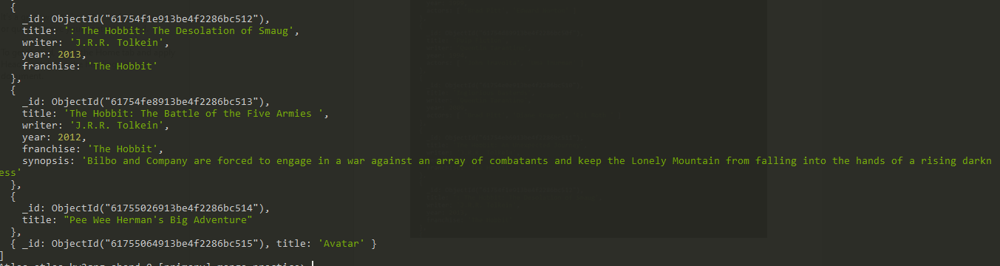 {
_id: ObjectId("61754f1e913be4f2286bc512"),
title: ': The Hobbit: The Desolation of Smaug',
writer: 'J.R.R. Tolkein',
year: 2013,
franchise: 'The Hobbit'
},
{
_id: ObjectId("61754fe8913be4f2286bc513"),
title: 'The Hobbit: The Battle of the Five Armies ',
writer: 'J.R.R. Tolkein',
year: 2012,
franchise: 'The Hobbit',
synopsis: 'Bilbo and Company are forced to engage in a war against an array of combatants and keep the Lonely Mountain from falling into the hands of a rising darkn
ess'
},
{
_id: ObjectId("61755026913be4f2286bc514"),
title: "Pee Wee Herman's Big Adventure"
},
{ _id: ObjectId("61755064913be4f2286bc515"), title: 'Avatar' }
]